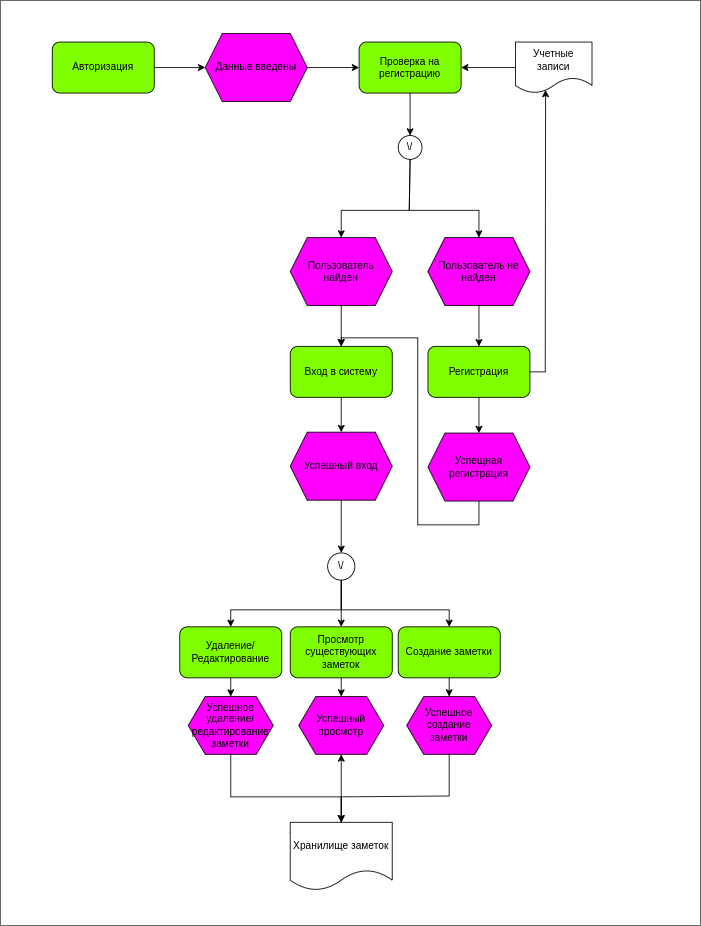 Авторизация
Данные введены
Проверка на
регистрацию
Учетные
записи
V
Пользователь
найден
Пользователь не
найден
Вход в систему
Регистрация
Успешный вход
Успещная
регистрация
V
Удаление/
Редактирование
Просмотр
существующих
заметок
Создание заметки
Успешное
удаление/
редактирование
заметки
Успешный
просмотр
Успешное
создание
заметки
Хранилище заметок